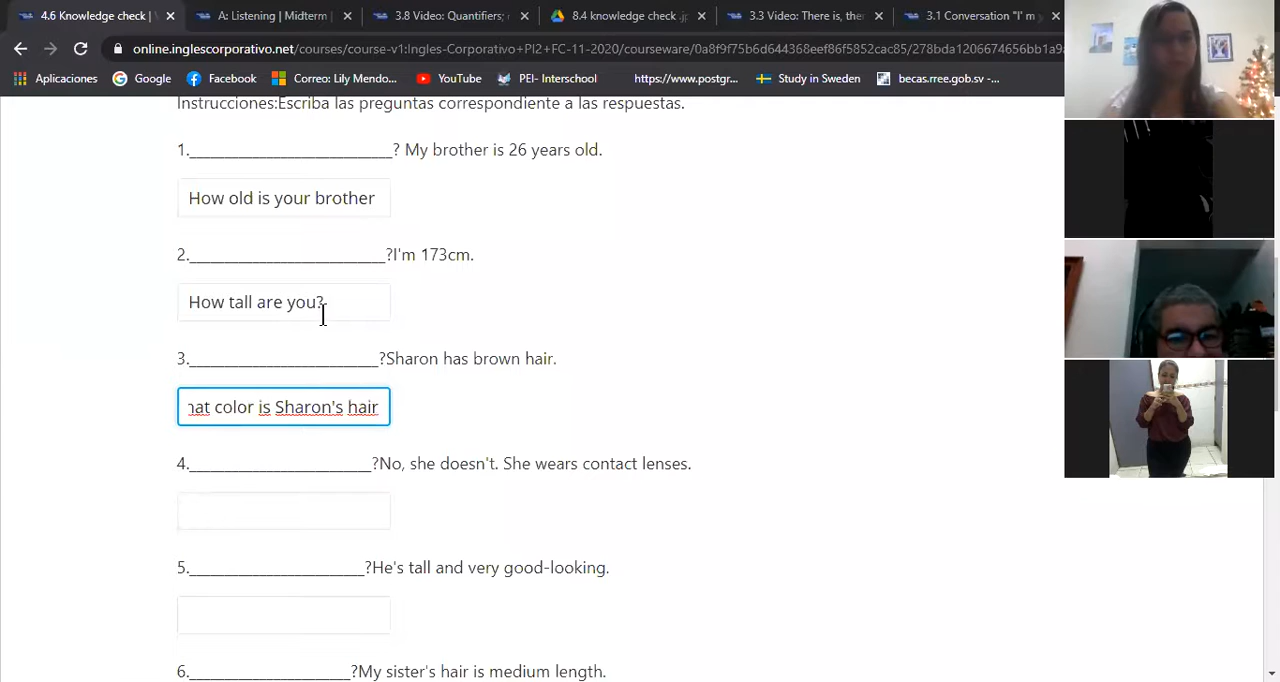 4.6 Knowledge check |
A: Listening | Midterm
3.8 Video: Quantifiers;
8.4 knowledge check .jp
3.3 Video: There is, the
3.1 Conversation "I' m
online.inglescorporativo.net/courses/course-v1:Ingles-Corporativo+PI2+FC-11-2020/courseware/0a8f9f75b6d644368eef86f5852cac85/278bda1206674656bb1a9
Aplicaciones
Google
Facebook
Correo: Lily Mendo...
YouTube
PEI- Interschool
https://www.postgr...
Study in Sweden
becas.rree.gob.sv -...
Instrucciones:Escriba las preguntas correspondiente a las respuestas.
1.____________________________? My brother is 26 years old.
How old is your brother
2.___________________________?I'm 173cm.
How tall are you?
3.__________________________?Sharon has brown hair.
hat color is Sharon's hair
4._________________________?No, she doesn't. She wears contact lenses.
5.________________________?He's tall and very good-looking.
6.______________________?My sister's hair is medium length.